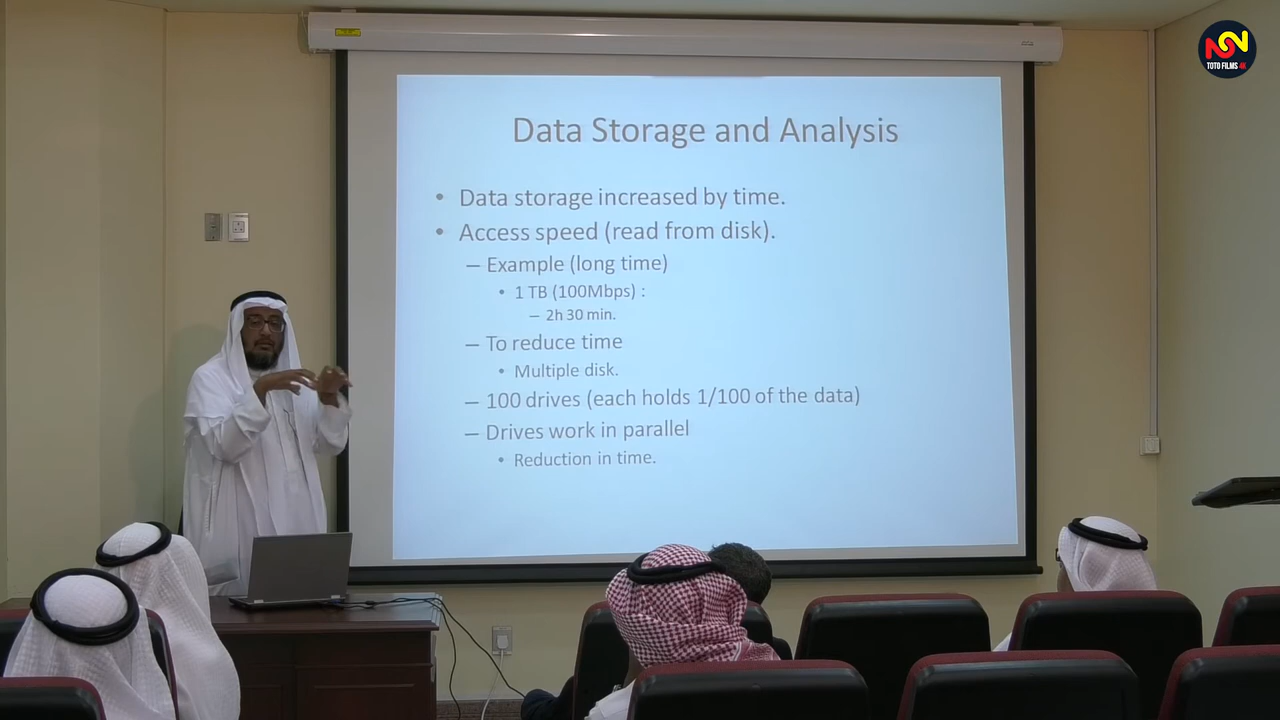 TOTO FILMS 4K
Data Storage and Analysis
• Data storage increased by time.
• Access speed (read from disk).
– Example (long time)
• 1 TB (100Mbps) :
– 2h 30 min.
– To reduce time
• Multiple disk.
– 100 drives (each holds 1/100 of the data)
– Drives work in parallel
• Reduction in time.